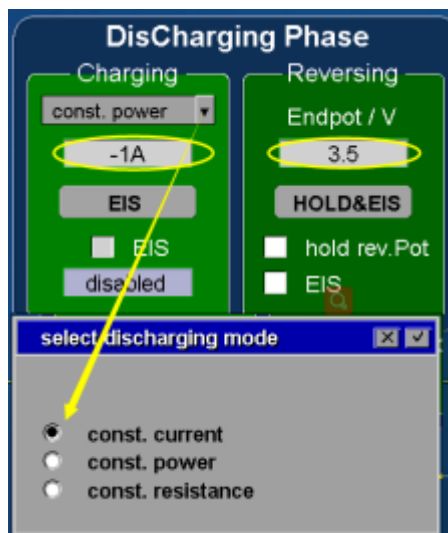 DisCharging Phase
Charging
const. power
-1A
EIS
EIS
disabled
Reversing
Endpot / V
3.5
HOLD&EIS
hold rev.Pot
EIS
select discharging mode
const. current
const. power
const. resistance